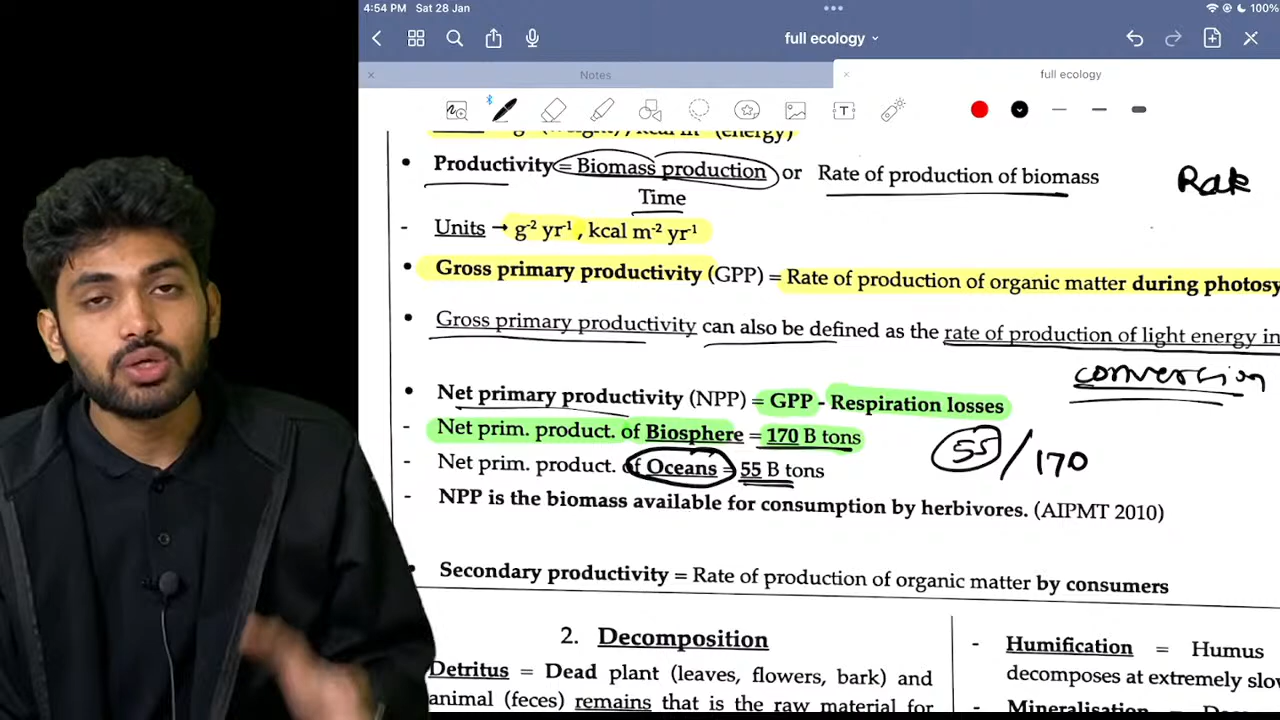 4:54 PM Sat 28 Jan
100%
full ecology
Notes
full ecology
(energy)
• Productivity = Biomass production or Rate of production of biomass
Time
- Units → g⁻² yr⁻¹ , kcal m⁻² yr⁻¹
• Gross primary productivity (GPP) = Rate of production of organic matter during photosy
• Gross primary productivity can also be defined as the rate of production of light energy in
conversion
• Net primary productivity (NPP) = GPP - Respiration losses
- Net prim. product. of Biosphere = 170 B tons
55/170
- Net prim. product. of Oceans = 55 B tons
- NPP is the biomass available for consumption by herbivores. (AIPMT 2010)
• Secondary productivity = Rate of production of organic matter by consumers
2. Decomposition
Detritus = Dead plant (leaves, flowers, bark) and
animal (feces) remains that is the raw material for
- Humification = Humus
decomposes at extremely slow